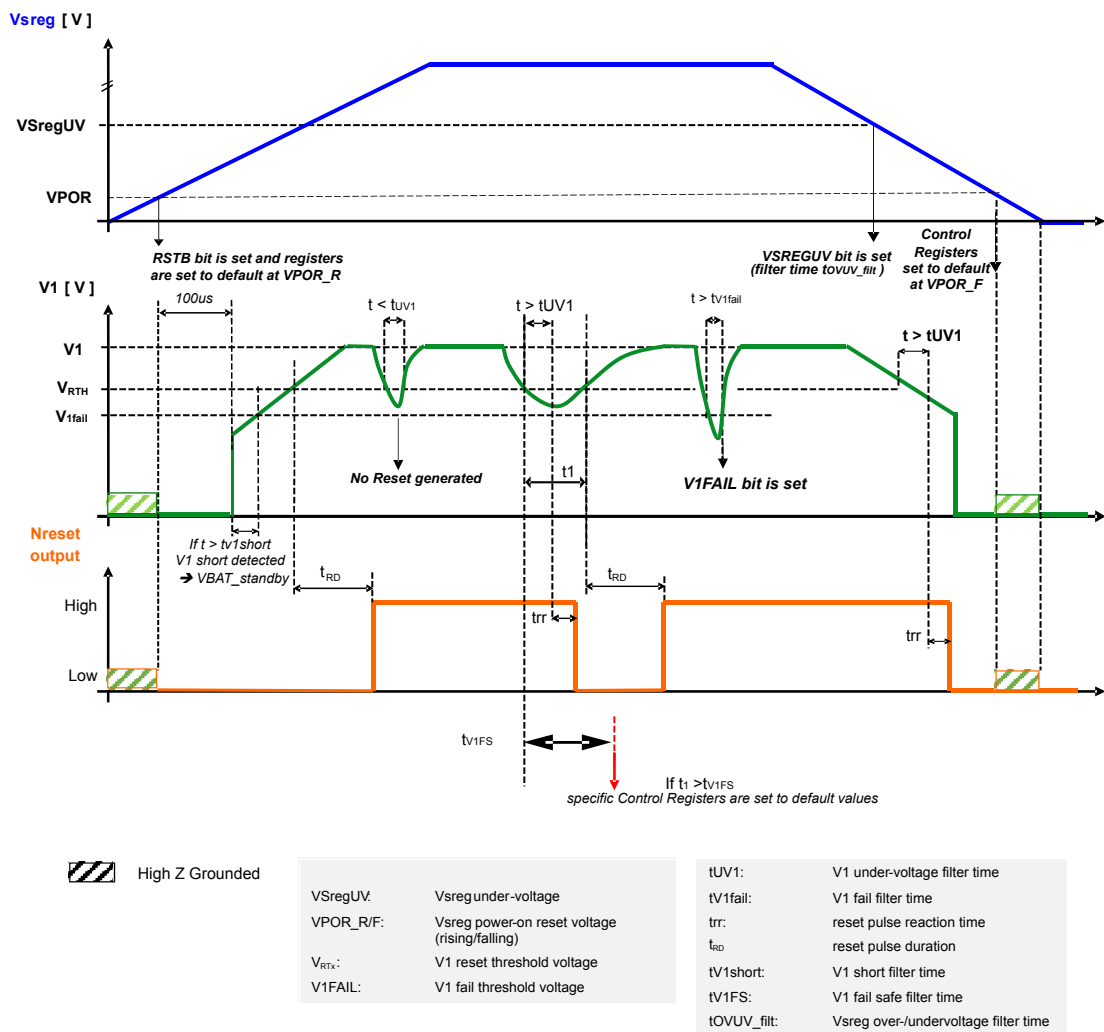 Vsreg [ V ]
VSregUV
VPOR
RSTB bit is set and registers
are set to default at VPOR_R
VSREGUV bit is set
(filter time tOVUV_filt )
Control
Registers
set to default
at VPOR_F
V1 [ V ]
100us
t < tUV1
t > tUV1
t > tV1fail
t > tUV1
V1
VRTH
V1fail
No Reset generated
t1
V1FAIL bit is set
Nreset
output
If t > tv1short
V1 short detected
➔ VBAT_standby
tRD
tRD
High
trr
trr
Low
tV1FS
If t1 >tV1FS
specific Control Registers are set to default values
High Z Grounded
VSregUV: Vsreg under-voltage
VPOR_R/F: Vsreg power-on reset voltage
(rising/falling)
VRTx: V1 reset threshold voltage
V1FAIL: V1 fail threshold voltage
tUV1: V1 under-voltage filter time
tV1fail: V1 fail filter time
trr: reset pulse reaction time
tRD reset pulse duration
tV1short: V1 short filter time
tV1FS: V1 fail safe filter time
tOVUV_filt: Vsreg over-/undervoltage filter time